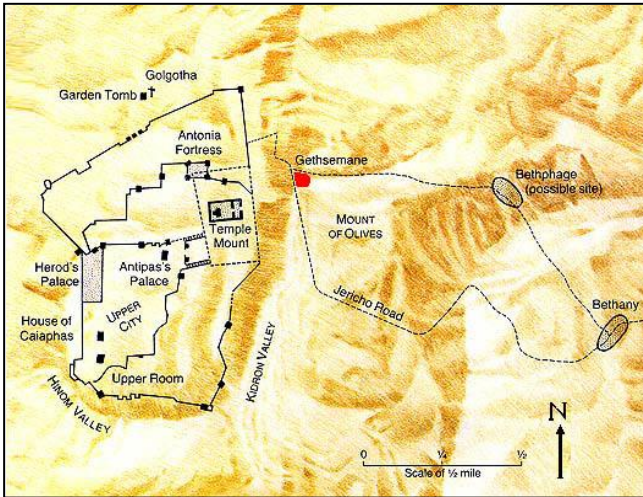 Golgotha
Garden Tomb
Antonia
Fortress
Gethsemane
Bethphage
(possible site)
Temple
Mount
MOUNT
OF OLIVES
Herod's
Palace
Antipas's
Palace
Jericho Road
UPPER
CITY
Bethany
House of
Caiaphas
KIDRON VALLEY
Upper Room
HINOM VALLEY
N
0 ¼ ½
Scale of ½ mile